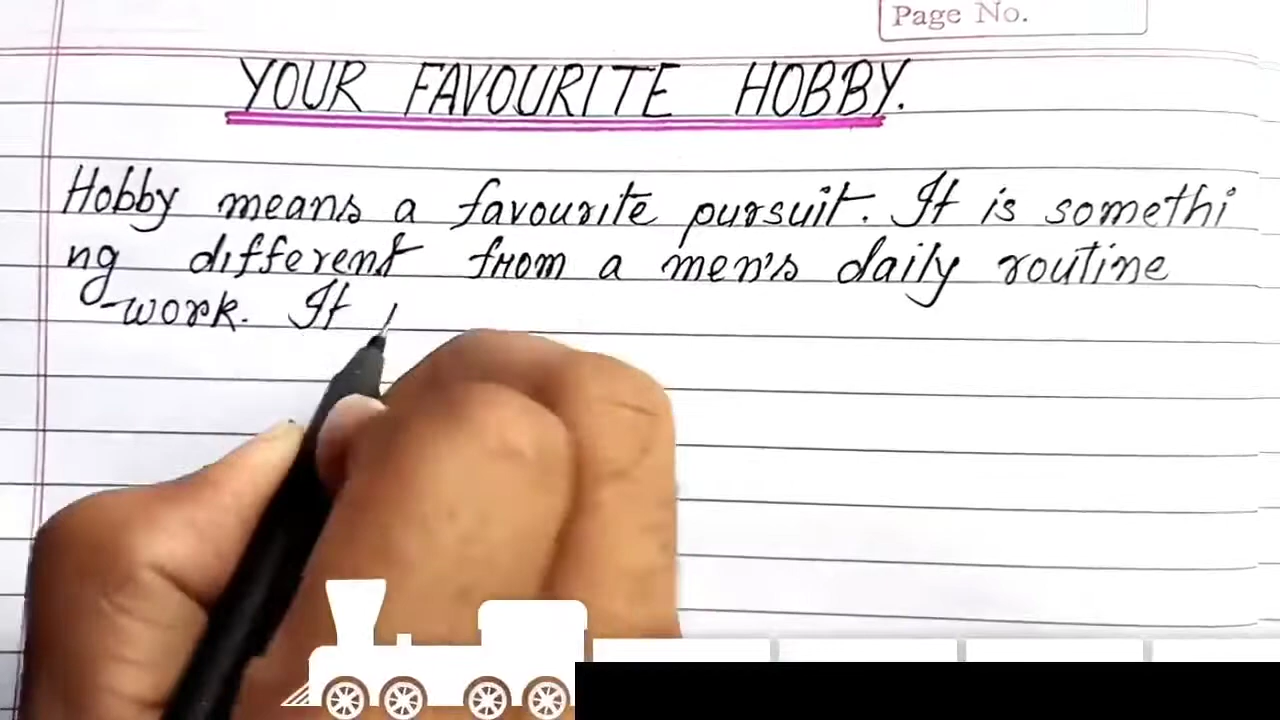 Page No.
YOUR FAVOURITE HOBBY.
Hobby means a favourite pursuit. It is somethi
ng different from a men's daily routine
work. It